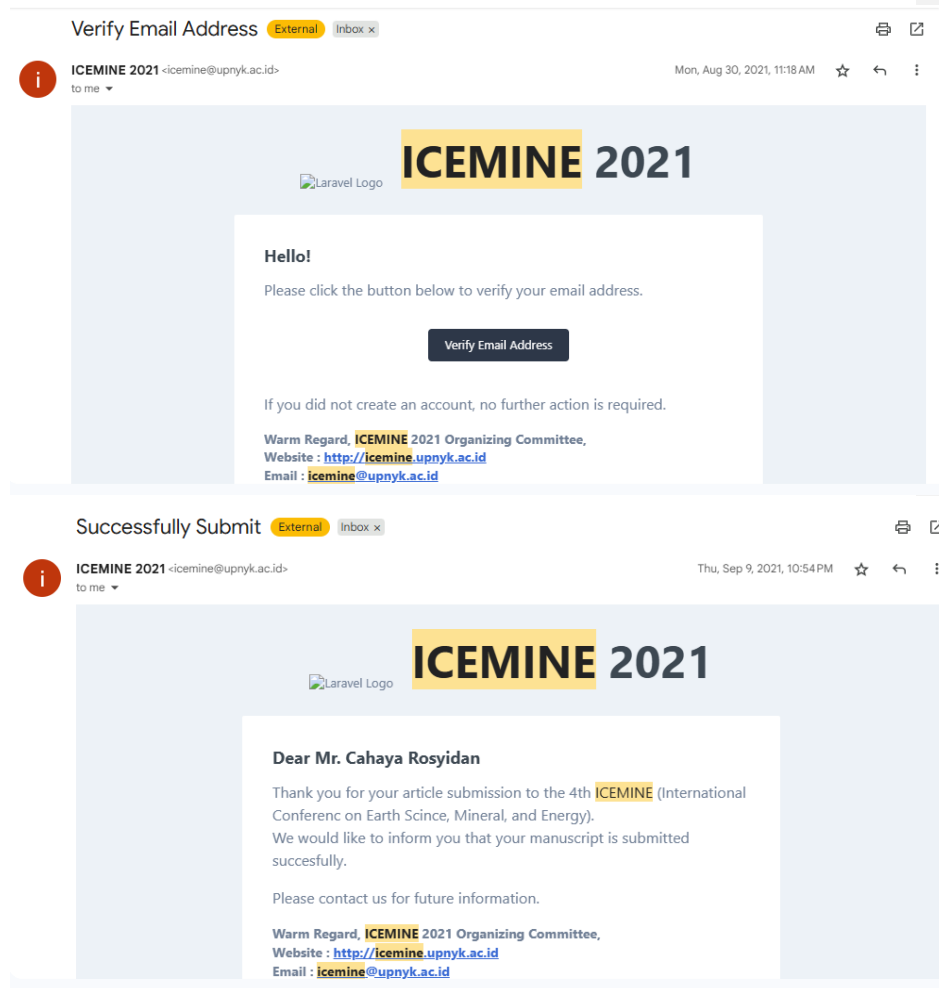 Verify Email Address External Inbox x
i
ICEMINE 2021 <icemine@upnyk.ac.id> Mon, Aug 30, 2021, 11:18 AM
to me
Laravel Logo ICEMINE 2021
Hello!
Please click the button below to verify your email address.
Verify Email Address
If you did not create an account, no further action is required.
Warm Regard, ICEMINE 2021 Organizing Committee,
Website : http://icemine.upnyk.ac.id
Email : icemine@upnyk.ac.id
Successfully Submit External Inbox x
i
ICEMINE 2021 <icemine@upnyk.ac.id> Thu, Sep 9, 2021, 10:54 PM
to me
Laravel Logo ICEMINE 2021
Dear Mr. Cahaya Rosyidan
Thank you for your article submission to the 4th ICEMINE (International
Conferenc on Earth Scince, Mineral, and Energy).
We would like to inform you that your manuscript is submitted
succesfully.
Please contact us for future information.
Warm Regard, ICEMINE 2021 Organizing Committee,
Website : http://icemine.upnyk.ac.id
Email : icemine@upnyk.ac.id